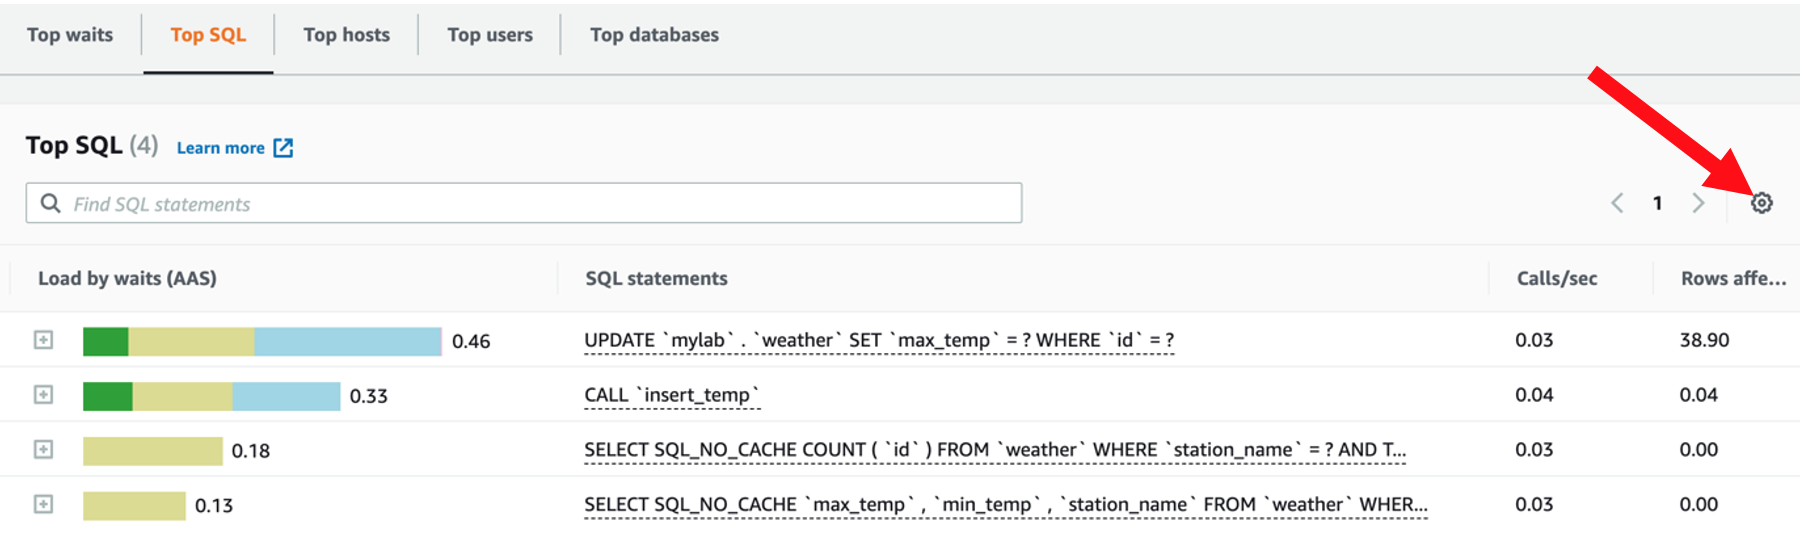 Top waits Top SQL Top hosts Top users Top databases
Top SQL (4) Learn more
Find SQL statements
1
Load by waits (AAS) SQL statements Calls/sec Rows affe...
0.46 UPDATE `mylab` . `weather` SET `max_temp` = ? WHERE `id` = ? 0.03 38.90
0.33 CALL `insert_temp` 0.04 0.04
0.18 SELECT SQL_NO_CACHE COUNT ( `id` ) FROM `weather` WHERE `station_name` = ? AND T... 0.03 0.00
0.13 SELECT SQL_NO_CACHE `max_temp` , `min_temp` , `station_name` FROM `weather` WHER... 0.03 0.00